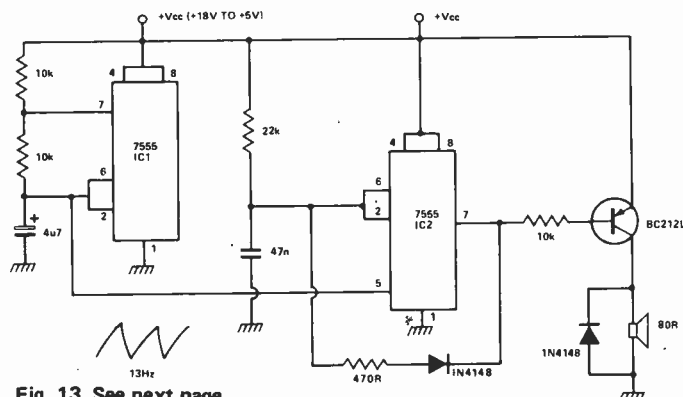 +Vcc (+18V TO +5V)
+Vcc
10k
4
8
7
7555
IC1
10k
6
2
1
4u7
+
22k
47n
4
8
7555
IC2
6
2
7
5
1
10k
BC212L
80R
1N4148
470R
1N4148
13Hz
Fig. 13. See next page